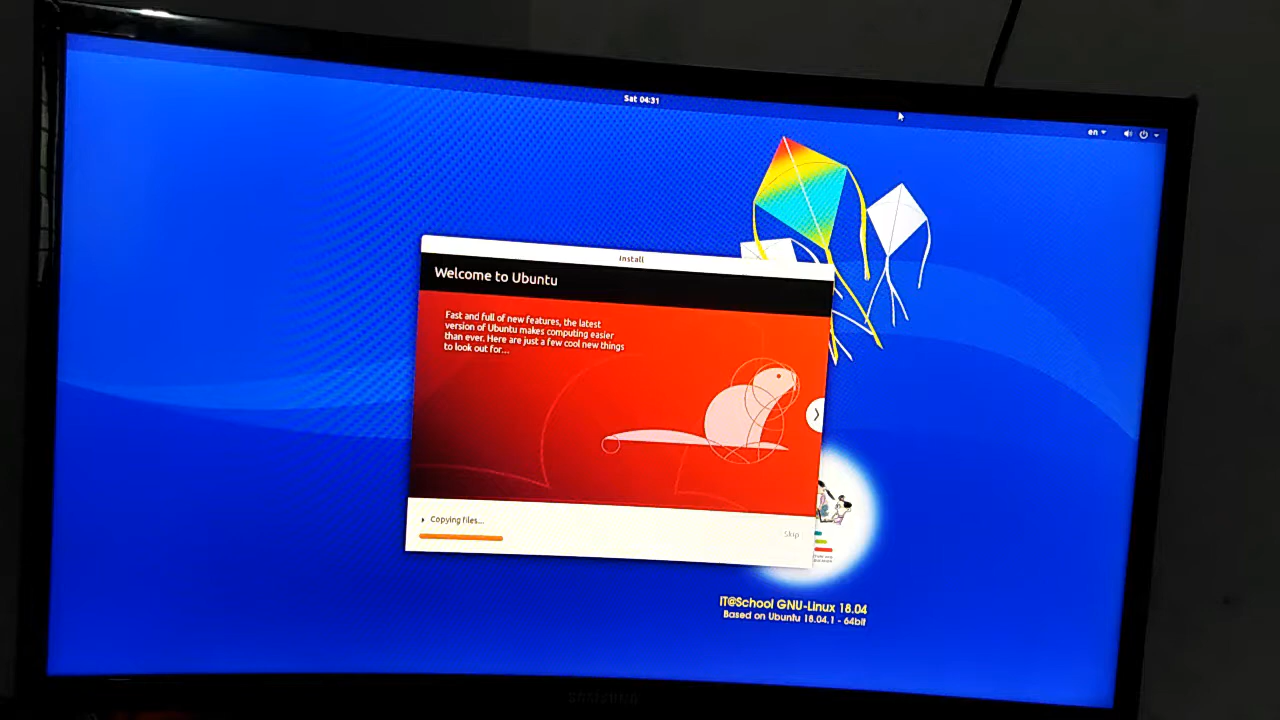 Sat 04:31
en
Install
Welcome to Ubuntu
Fast and full of new features, the latest
version of Ubuntu makes computing easier
than ever. Here are just a few cool new things
to look out for...
Copying files...
Skip
IT@School GNU-Linux 18.04
Based on Ubuntu 18.04.1 - 64bit
SAMSUNG